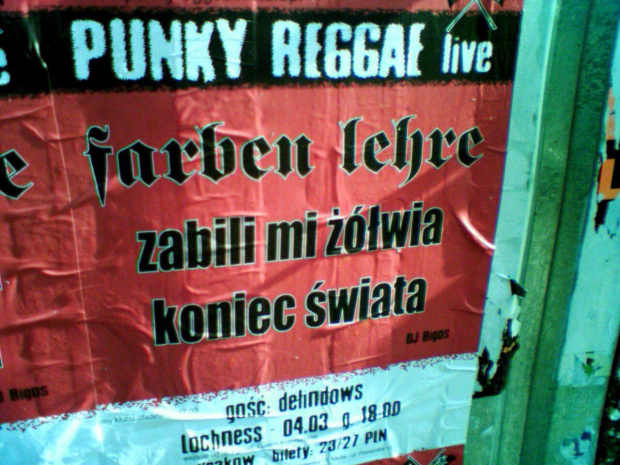 PUNKY REGGAE live
farben lehre
zabili mi żółwia
koniec świata
DJ BIGOS
gość: delindows
Lochness - 04.03 g. 18.00
bilety: 23/27 PLN